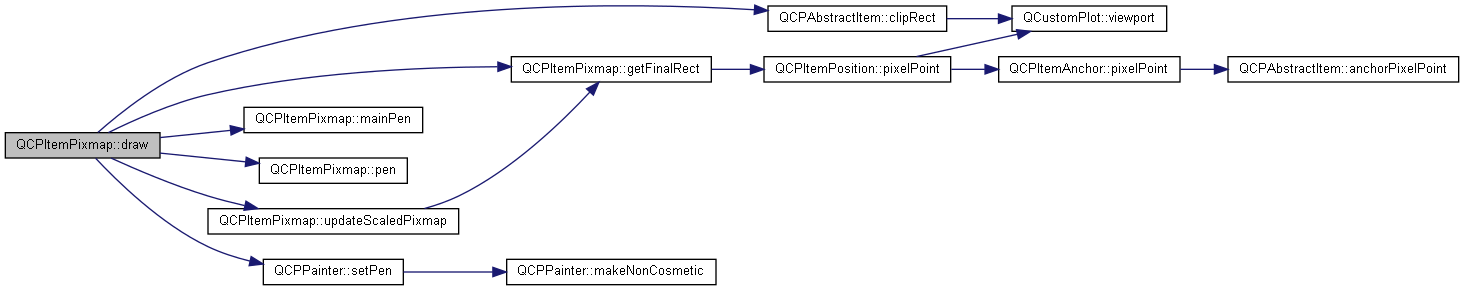 QCPAbstractItem::clipRect
QCustomPlot::viewport
QCPItemPixmap::getFinalRect
QCPItemPosition::pixelPoint
QCPItemAnchor::pixelPoint
QCPAbstractItem::anchorPixelPoint
QCPItemPixmap::mainPen
QCPItemPixmap::draw
QCPItemPixmap::pen
QCPItemPixmap::updateScaledPixmap
QCPPainter::setPen
QCPPainter::makeNonCosmetic